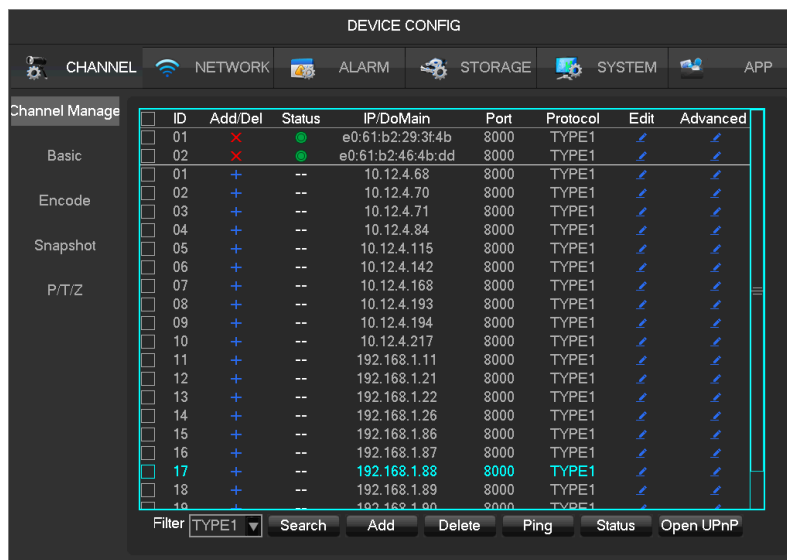 DEVICE CONFIG
CHANNEL NETWORK ALARM STORAGE SYSTEM APP
Channel Manage
Basic
Encode
Snapshot
P/T/Z
ID Add/Del Status IP/DoMain Port Protocol Edit Advanced
01 e0:61:b2:29:3f:4b 8000 TYPE1
02 e0:61:b2:46:4b:dd 8000 TYPE1
01 + -- 10.12.4.68 8000 TYPE1
02 + -- 10.12.4.70 8000 TYPE1
03 + -- 10.12.4.71 8000 TYPE1
04 + -- 10.12.4.84 8000 TYPE1
05 + -- 10.12.4.115 8000 TYPE1
06 + -- 10.12.4.142 8000 TYPE1
07 + -- 10.12.4.168 8000 TYPE1
08 + -- 10.12.4.193 8000 TYPE1
09 + -- 10.12.4.194 8000 TYPE1
10 + -- 10.12.4.217 8000 TYPE1
11 + -- 192.168.1.11 8000 TYPE1
12 + -- 192.168.1.21 8000 TYPE1
13 + -- 192.168.1.22 8000 TYPE1
14 + -- 192.168.1.26 8000 TYPE1
15 + -- 192.168.1.86 8000 TYPE1
16 + -- 192.168.1.87 8000 TYPE1
17 + -- 192.168.1.88 8000 TYPE1
18 + -- 192.168.1.89 8000 TYPE1
19 + -- 192.168.1.90 8000 TYPE1
Filter TYPE1 Search Add Delete Ping Status Open UPnP